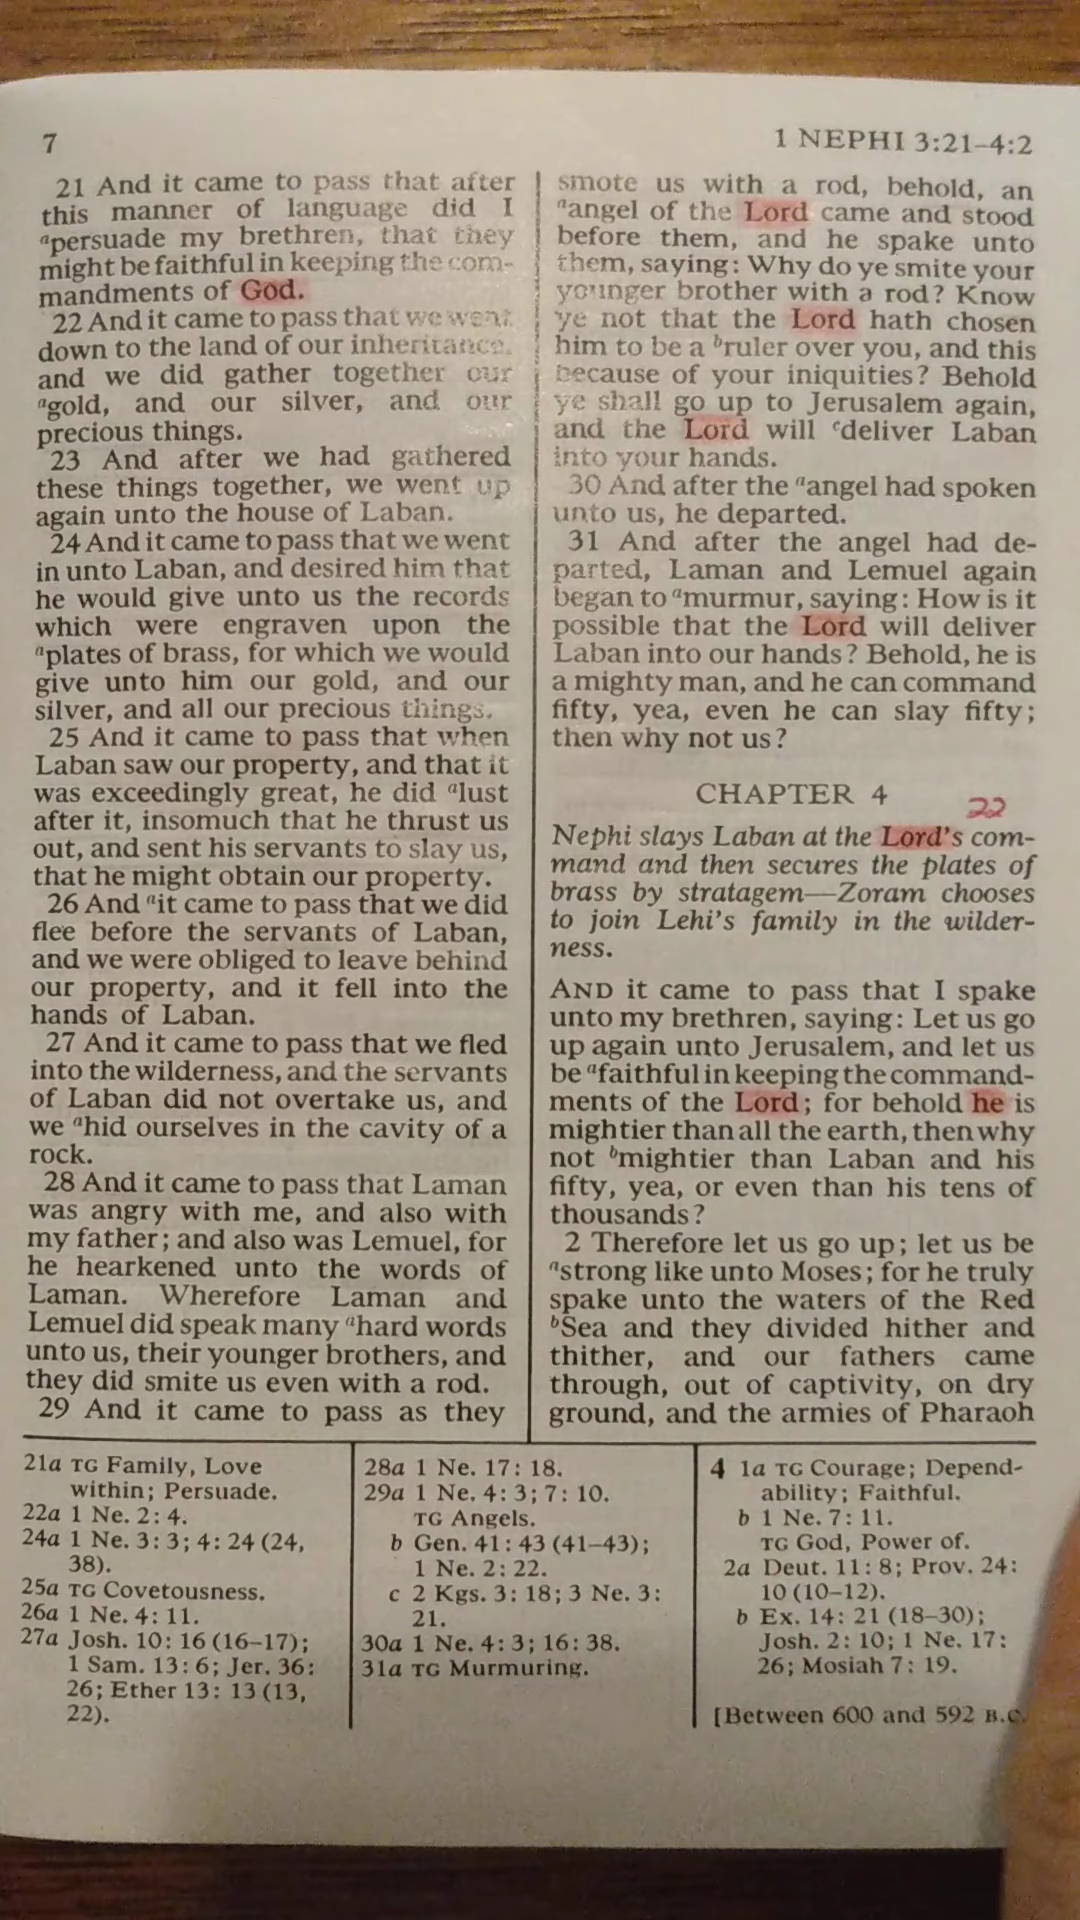 7
1 NEPHI 3:21–4:2
21 And it came to pass that after
this manner of language did I
ᵃpersuade my brethren, that they
might be faithful in keeping the com-
mandments of God.
22 And it came to pass that we went
down to the land of our inheritance,
and we did gather together our
ᵃgold, and our silver, and our
precious things.
23 And after we had gathered
these things together, we went up
again unto the house of Laban.
24 And it came to pass that we went
in unto Laban, and desired him that
he would give unto us the records
which were engraven upon the
ᵃplates of brass, for which we would
give unto him our gold, and our
silver, and all our precious things.
25 And it came to pass that when
Laban saw our property, and that it
was exceedingly great, he did ᵃlust
after it, insomuch that he thrust us
out, and sent his servants to slay us,
that he might obtain our property.
26 And ᵃit came to pass that we did
flee before the servants of Laban,
and we were obliged to leave behind
our property, and it fell into the
hands of Laban.
27 And it came to pass that we fled
into the wilderness, and the servants
of Laban did not overtake us, and
we ᵃhid ourselves in the cavity of a
rock.
28 And it came to pass that Laman
was angry with me, and also with
my father; and also was Lemuel, for
he hearkened unto the words of
Laman. Wherefore Laman and
Lemuel did speak many ᵃhard words
unto us, their younger brothers, and
they did smite us even with a rod.
29 And it came to pass as they
smote us with a rod, behold, an
ᵃangel of the Lord came and stood
before them, and he spake unto
them, saying: Why do ye smite your
younger brother with a rod? Know
ye not that the Lord hath chosen
him to be a ᵇruler over you, and this
because of your iniquities? Behold
ye shall go up to Jerusalem again,
and the Lord will ᶜdeliver Laban
into your hands.
30 And after the ᵃangel had spoken
unto us, he departed.
31 And after the angel had de-
parted, Laman and Lemuel again
began to ᵃmurmur, saying: How is it
possible that the Lord will deliver
Laban into our hands? Behold, he is
a mighty man, and he can command
fifty, yea, even he can slay fifty;
then why not us?
CHAPTER 4
22
Nephi slays Laban at the Lord's com-
mand and then secures the plates of
brass by stratagem—Zoram chooses
to join Lehi's family in the wilder-
ness.
AND it came to pass that I spake
unto my brethren, saying: Let us go
up again unto Jerusalem, and let us
be ᵃfaithful in keeping the command-
ments of the Lord; for behold he is
mightier than all the earth, then why
not ᵇmightier than Laban and his
fifty, yea, or even than his tens of
thousands?
2 Therefore let us go up; let us be
ᵃstrong like unto Moses; for he truly
spake unto the waters of the Red
ᵇSea and they divided hither and
thither, and our fathers came
through, out of captivity, on dry
ground, and the armies of Pharaoh
21a TG Family, Love
within; Persuade.
22a 1 Ne. 2: 4.
24a 1 Ne. 3: 3; 4: 24 (24,
38).
25a TG Covetousness.
26a 1 Ne. 4: 11.
27a Josh. 10: 16 (16–17);
1 Sam. 13: 6; Jer. 36:
26; Ether 13: 13 (13,
22).
28a 1 Ne. 17: 18.
29a 1 Ne. 4: 3; 7: 10.
TG Angels.
b Gen. 41: 43 (41–43);
1 Ne. 2: 22.
c 2 Kgs. 3: 18; 3 Ne. 3:
21.
30a 1 Ne. 4: 3; 16: 38.
31a TG Murmuring.
4 1a TG Courage; Depend-
ability; Faithful.
b 1 Ne. 7: 11.
TG God, Power of.
2a Deut. 11: 8; Prov. 24:
10 (10–12).
b Ex. 14: 21 (18–30);
Josh. 2: 10; 1 Ne. 17:
26; Mosiah 7: 19.
[Between 600 and 592 B.C.